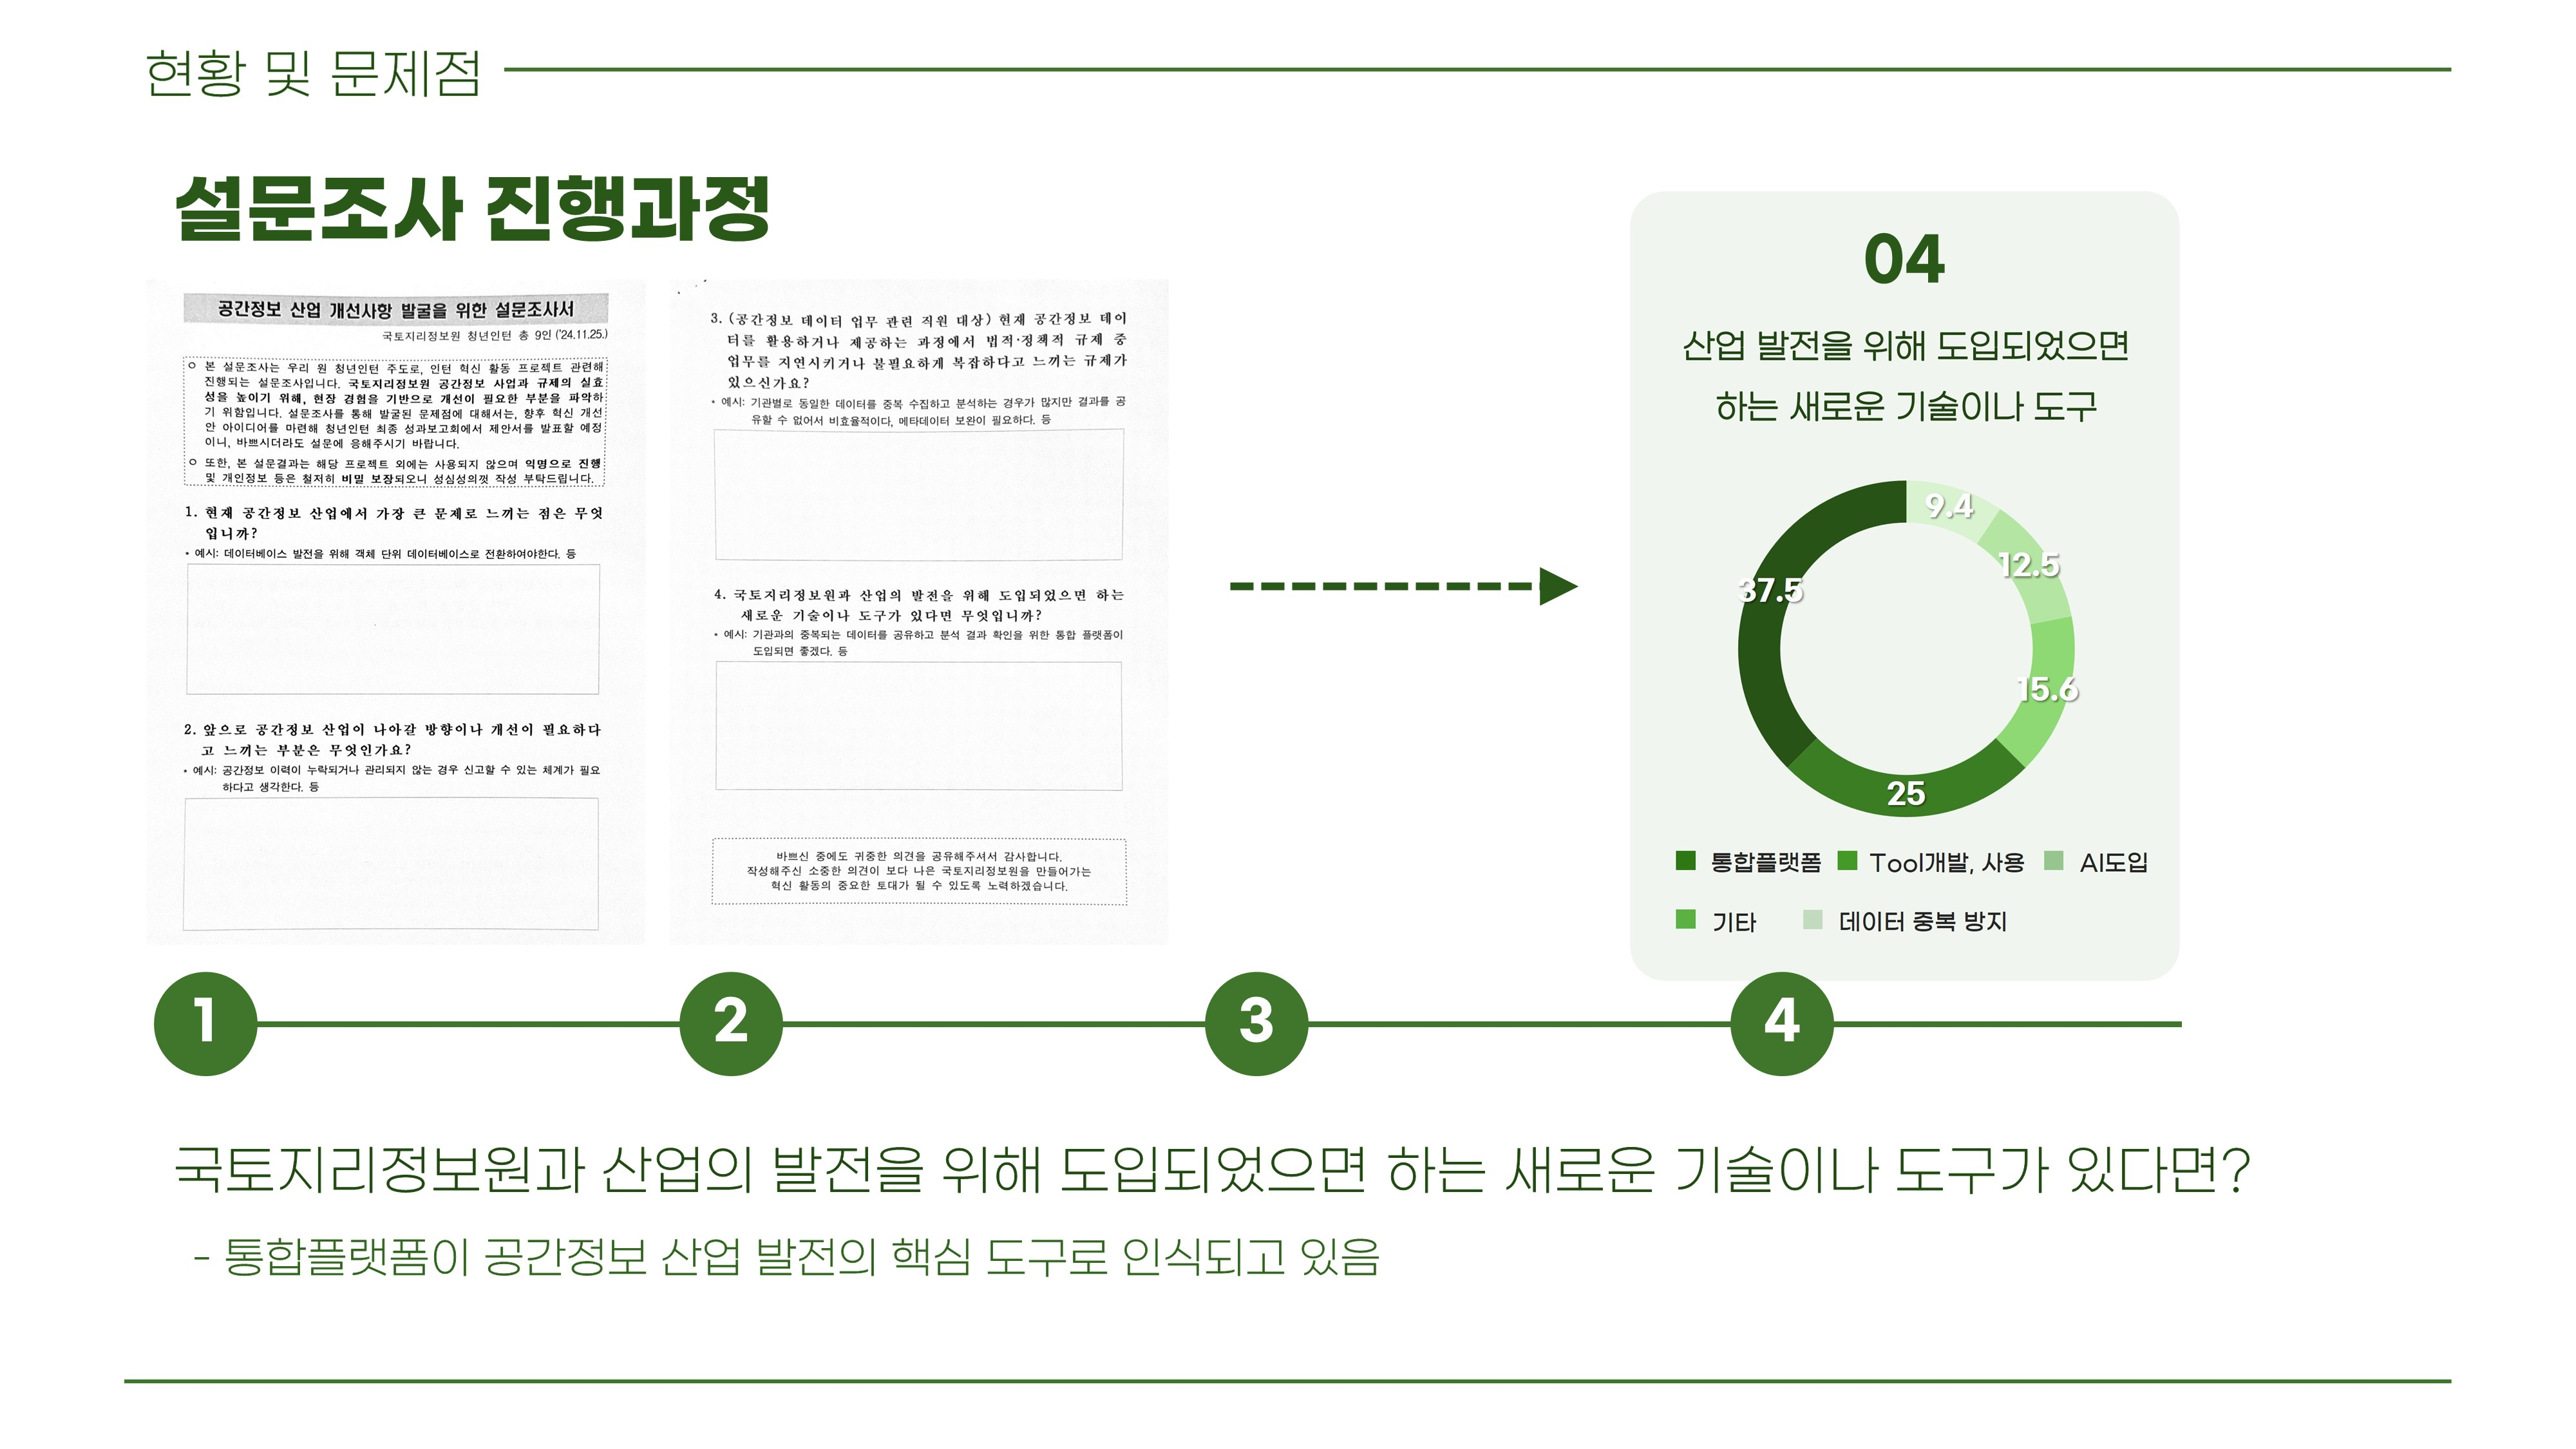 현황 및 문제점
설문조사 진행과정
공간정보 산업 개선사항 발굴을 위한 설문조사서
국토지리정보원 청년인턴 총 9인 ('24.11.25.)
ㅇ 본 설문조사는 우리 원 청년인턴 주도로, 인턴 혁신 활동 프로젝트 관련해
진행되는 설문조사입니다. 국토지리정보원 공간정보 사업과 규제의 실효
성을 높이기 위해, 현장 경험을 기반으로 개선이 필요한 부분을 파악하
기 위함입니다. 설문조사를 통해 발굴된 문제점에 대해서는, 향후 혁신 개선
안 아이디어를 마련해 청년인턴 최종 성과보고회에서 제안서를 발표할 예정
이니, 바쁘시더라도 설문에 응해주시기 바랍니다.
ㅇ 또한, 본 설문결과는 해당 프로젝트 외에는 사용되지 않으며 익명으로 진행
및 개인정보 등은 철저히 비밀 보장되오니 성심성의껏 작성 부탁드립니다.
1. 현재 공간정보 산업에서 가장 큰 문제로 느끼는 점은 무엇
입니까?
* 예시: 데이터베이스 발전을 위해 객체 단위 데이터베이스로 전환하여야한다. 등
2. 앞으로 공간정보 산업이 나아갈 방향이나 개선이 필요하다
고 느끼는 부분은 무엇인가요?
* 예시: 공간정보 이력이 누락되거나 관리되지 않는 경우 신고할 수 있는 체계가 필요
하다고 생각한다. 등
3. (공간정보 데이터 업무 관련 직원 대상) 현재 공간정보 데이
터를 활용하거나 제공하는 과정에서 법적·정책적 규제 중
업무를 지연시키거나 불필요하게 복잡하다고 느끼는 규제가
있으신가요?
* 예시: 기관별로 동일한 데이터를 중복 수집하고 분석하는 경우가 많지만 결과를 공
유할 수 없어서 비효율적이다, 메타데이터 보완이 필요하다. 등
4. 국토지리정보원과 산업의 발전을 위해 도입되었으면 하는
새로운 기술이나 도구가 있다면 무엇입니까?
* 예시: 기관과의 중복되는 데이터를 공유하고 분석 결과 확인을 위한 통합 플랫폼이
도입되면 좋겠다. 등
바쁘신 중에도 귀중한 의견을 공유해주셔서 감사합니다.
작성해주신 소중한 의견이 보다 나은 국토지리정보원을 만들어가는
혁신 활동의 중요한 토대가 될 수 있도록 노력하겠습니다.
04
산업 발전을 위해 도입되었으면
하는 새로운 기술이나 도구
9.4
12.5
37.5
15.6
25
통합플랫폼 Tool개발, 사용 AI도입
기타 데이터 중복 방지
1 2 3 4
국토지리정보원과 산업의 발전을 위해 도입되었으면 하는 새로운 기술이나 도구가 있다면?
- 통합플랫폼이 공간정보 산업 발전의 핵심 도구로 인식되고 있음